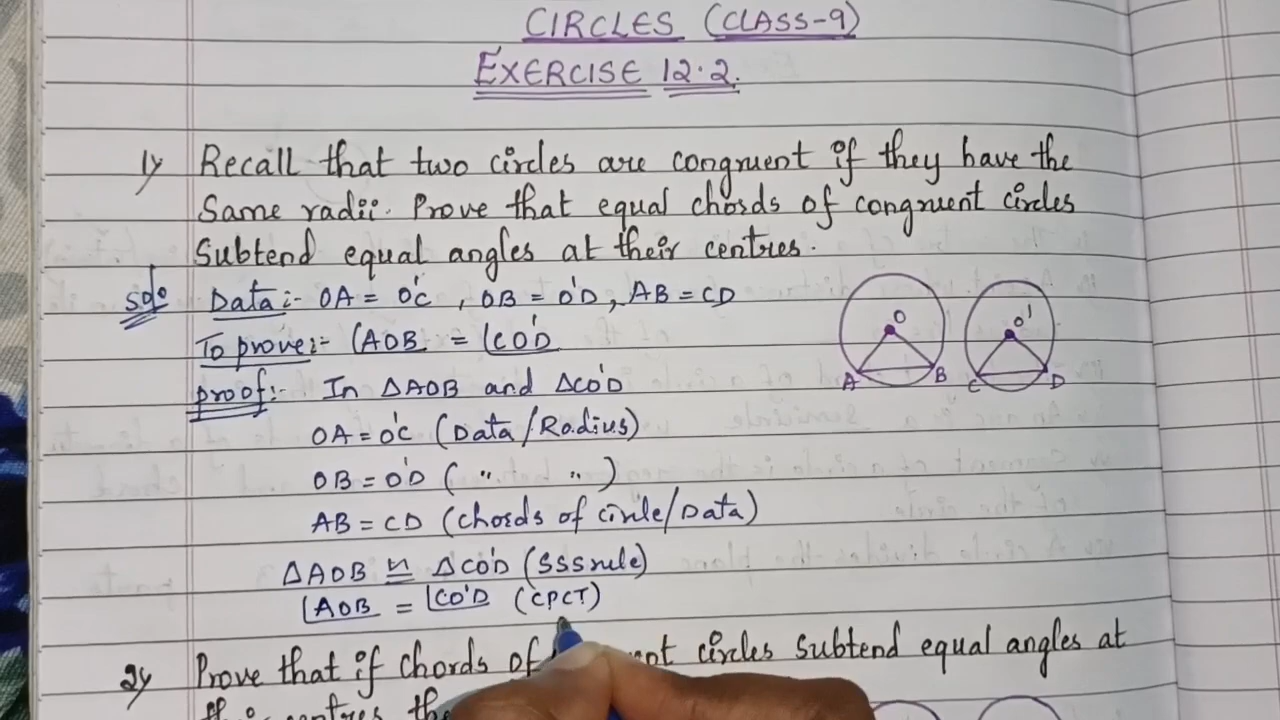 CIRCLES (CLASS-9)
EXERCISE 12.2.
1) Recall that two circles are congruent if they have the
Same radii. Prove that equal chords of congruent circles
Subtend equal angles at their centres.
Soln Data:- OA = O'C, OB = O'D, AB = CD
To prove:- ∠AOB = ∠CO'D
proof:- In ΔAOB and ΔCO'D
OA = O'C (Data/Radius)
OB = O'D ( " " )
AB = CD (chords of circle/Data)
ΔAOB ≅ ΔCO'D (SSS rule)
∠AOB = ∠CO'D (CPCT)
O O'
A B C D
2) Prove that if chords of circles subtend equal angles at
centres